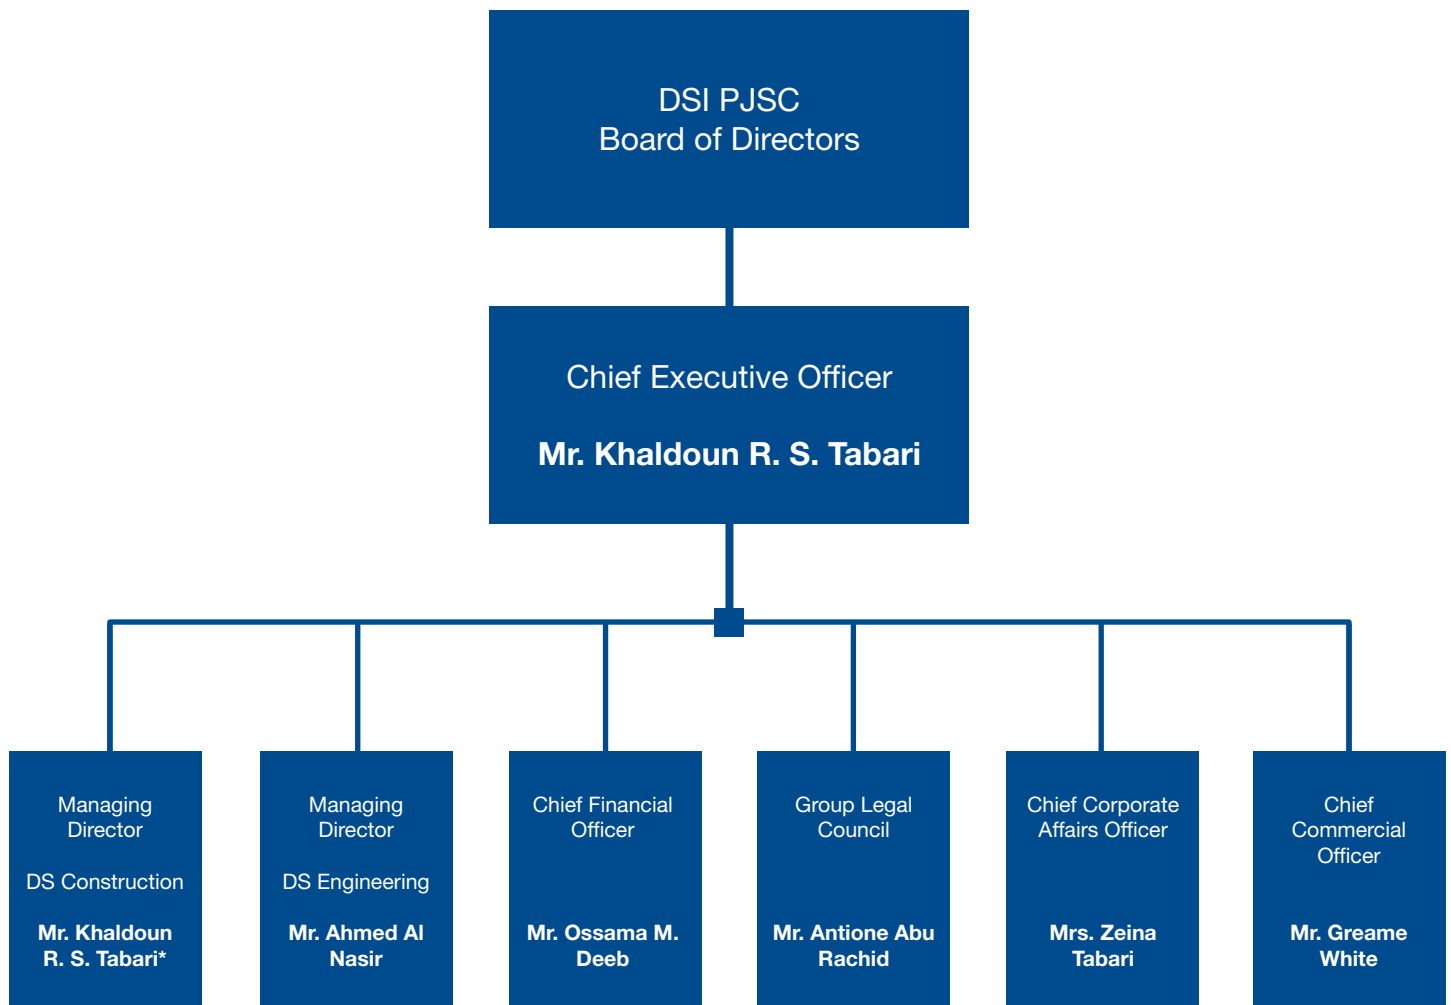 DSI PJSC
Board of Directors
Chief Executive Officer
Mr. Khaldoun R. S. Tabari
Managing
Director
DS Construction
Mr. Khaldoun
R. S. Tabari*
Managing
Director
DS Engineering
Mr. Ahmed Al
Nasir
Chief Financial
Officer
Mr. Ossama M.
Deeb
Group Legal
Council
Mr. Antione Abu
Rachid
Chief Corporate
Affairs Officer
Mrs. Zeina
Tabari
Chief
Commercial
Officer
Mr. Greame
White